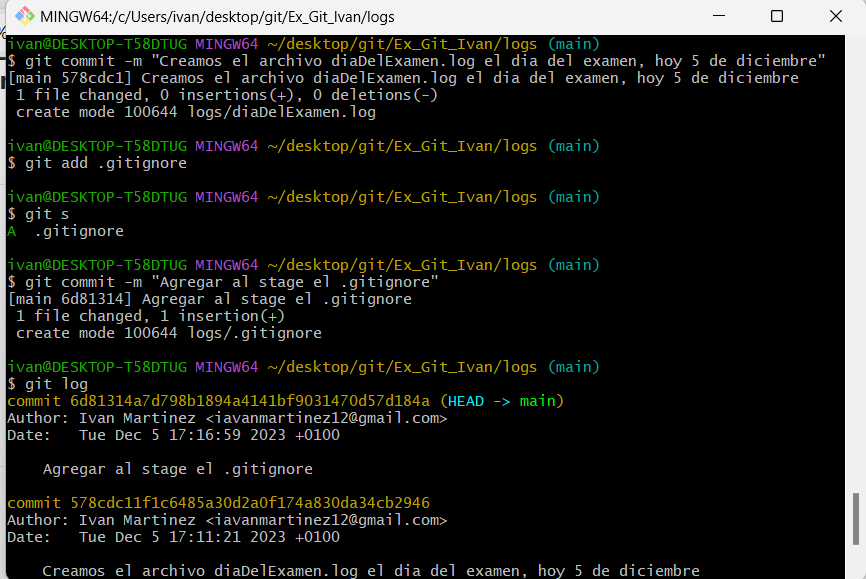 MINGW64:/c/Users/ivan/desktop/git/Ex_Git_Ivan/logs
ivan@DESKTOP-T58DTUG MINGW64 ~/desktop/git/Ex_Git_Ivan/logs (main)
$ git commit -m "Creamos el archivo diaDelExamen.log el dia del examen, hoy 5 de diciembre"
[main 578cdc1] Creamos el archivo diaDelExamen.log el dia del examen, hoy 5 de diciembre
1 file changed, 0 insertions(+), 0 deletions(-)
create mode 100644 logs/diaDelExamen.log
ivan@DESKTOP-T58DTUG MINGW64 ~/desktop/git/Ex_Git_Ivan/logs (main)
$ git add .gitignore
ivan@DESKTOP-T58DTUG MINGW64 ~/desktop/git/Ex_Git_Ivan/logs (main)
$ git s
A .gitignore
ivan@DESKTOP-T58DTUG MINGW64 ~/desktop/git/Ex_Git_Ivan/logs (main)
$ git commit -m "Agregar al stage el .gitignore"
[main 6d81314] Agregar al stage el .gitignore
1 file changed, 1 insertion(+)
create mode 100644 logs/.gitignore
ivan@DESKTOP-T58DTUG MINGW64 ~/desktop/git/Ex_Git_Ivan/logs (main)
$ git log
commit 6d81314a7d798b1894a4141bf9031470d57d184a (HEAD -> main)
Author: Ivan Martinez <iavanmartinez12@gmail.com>
Date: Tue Dec 5 17:16:59 2023 +0100
Agregar al stage el .gitignore
commit 578cdc11f1c6485a30d2a0f174a830da34cb2946
Author: Ivan Martinez <iavanmartinez12@gmail.com>
Date: Tue Dec 5 17:11:21 2023 +0100
Creamos el archivo diaDelExamen.log el dia del examen, hoy 5 de diciembre